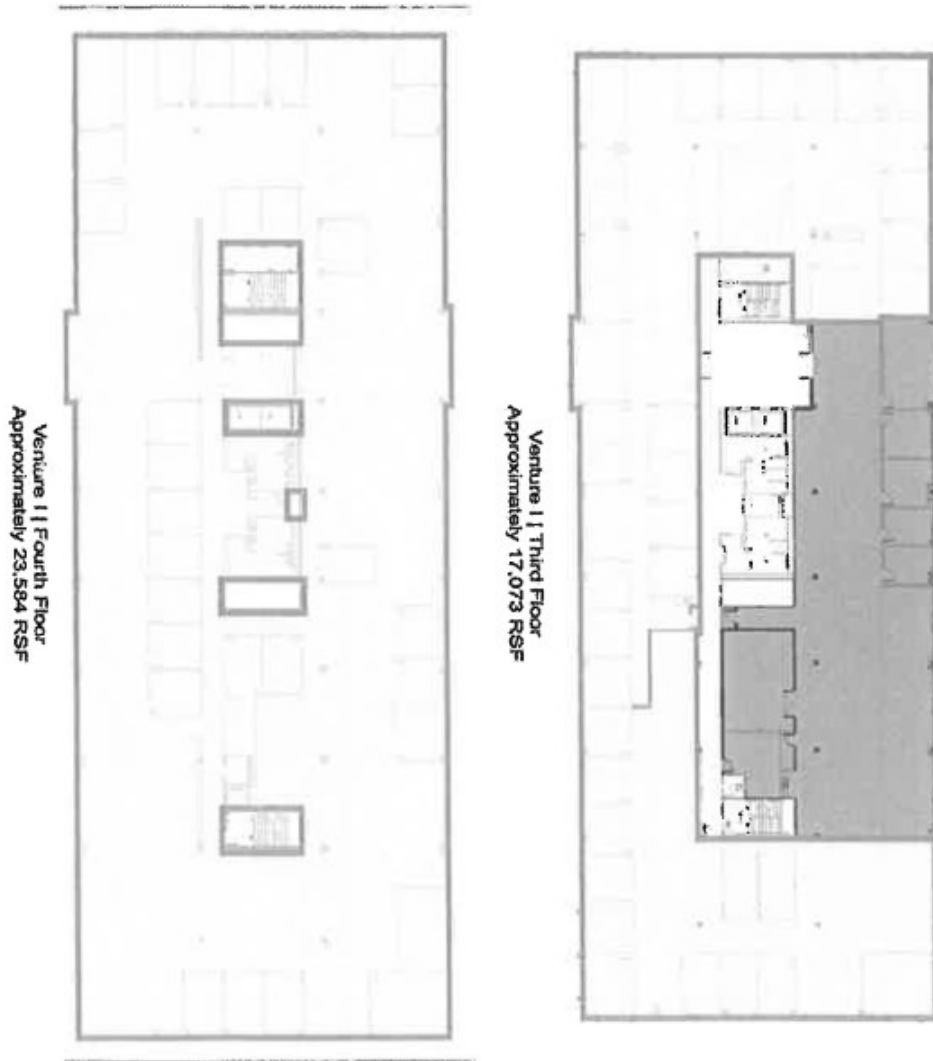 Venture I | Third Floor
Approximately 17,073 RSF
Venture I | Fourth Floor
Approximately 23,584 RSF